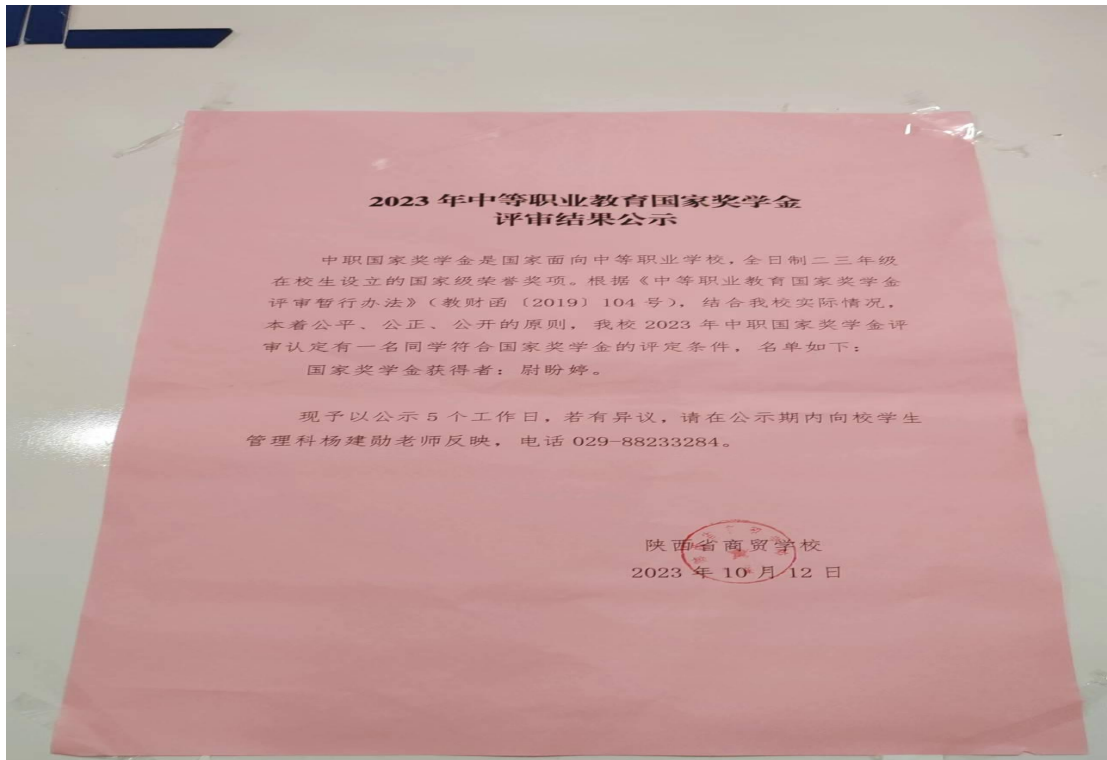 2023 年中等职业教育国家奖学金
评审结果公示
中职国家奖学金是国家面向中等职业学校，全日制二三年级
在校生设立的国家级荣誉奖项。根据《中等职业教育国家奖学金
评审暂行办法》（教财函〔2019〕104 号），结合我校实际情况，
本着公平、公正、公开的原则，我校 2023 年中职国家奖学金评
审认定有一名同学符合国家奖学金的评定条件，名单如下：
国家奖学金获得者：尉盼婷。
现予以公示 5 个工作日，若有异议，请在公示期内向校学生
管理科杨建勋老师反映，电话 029-88233284。
陕西省商贸学校
2023 年 10 月 12 日